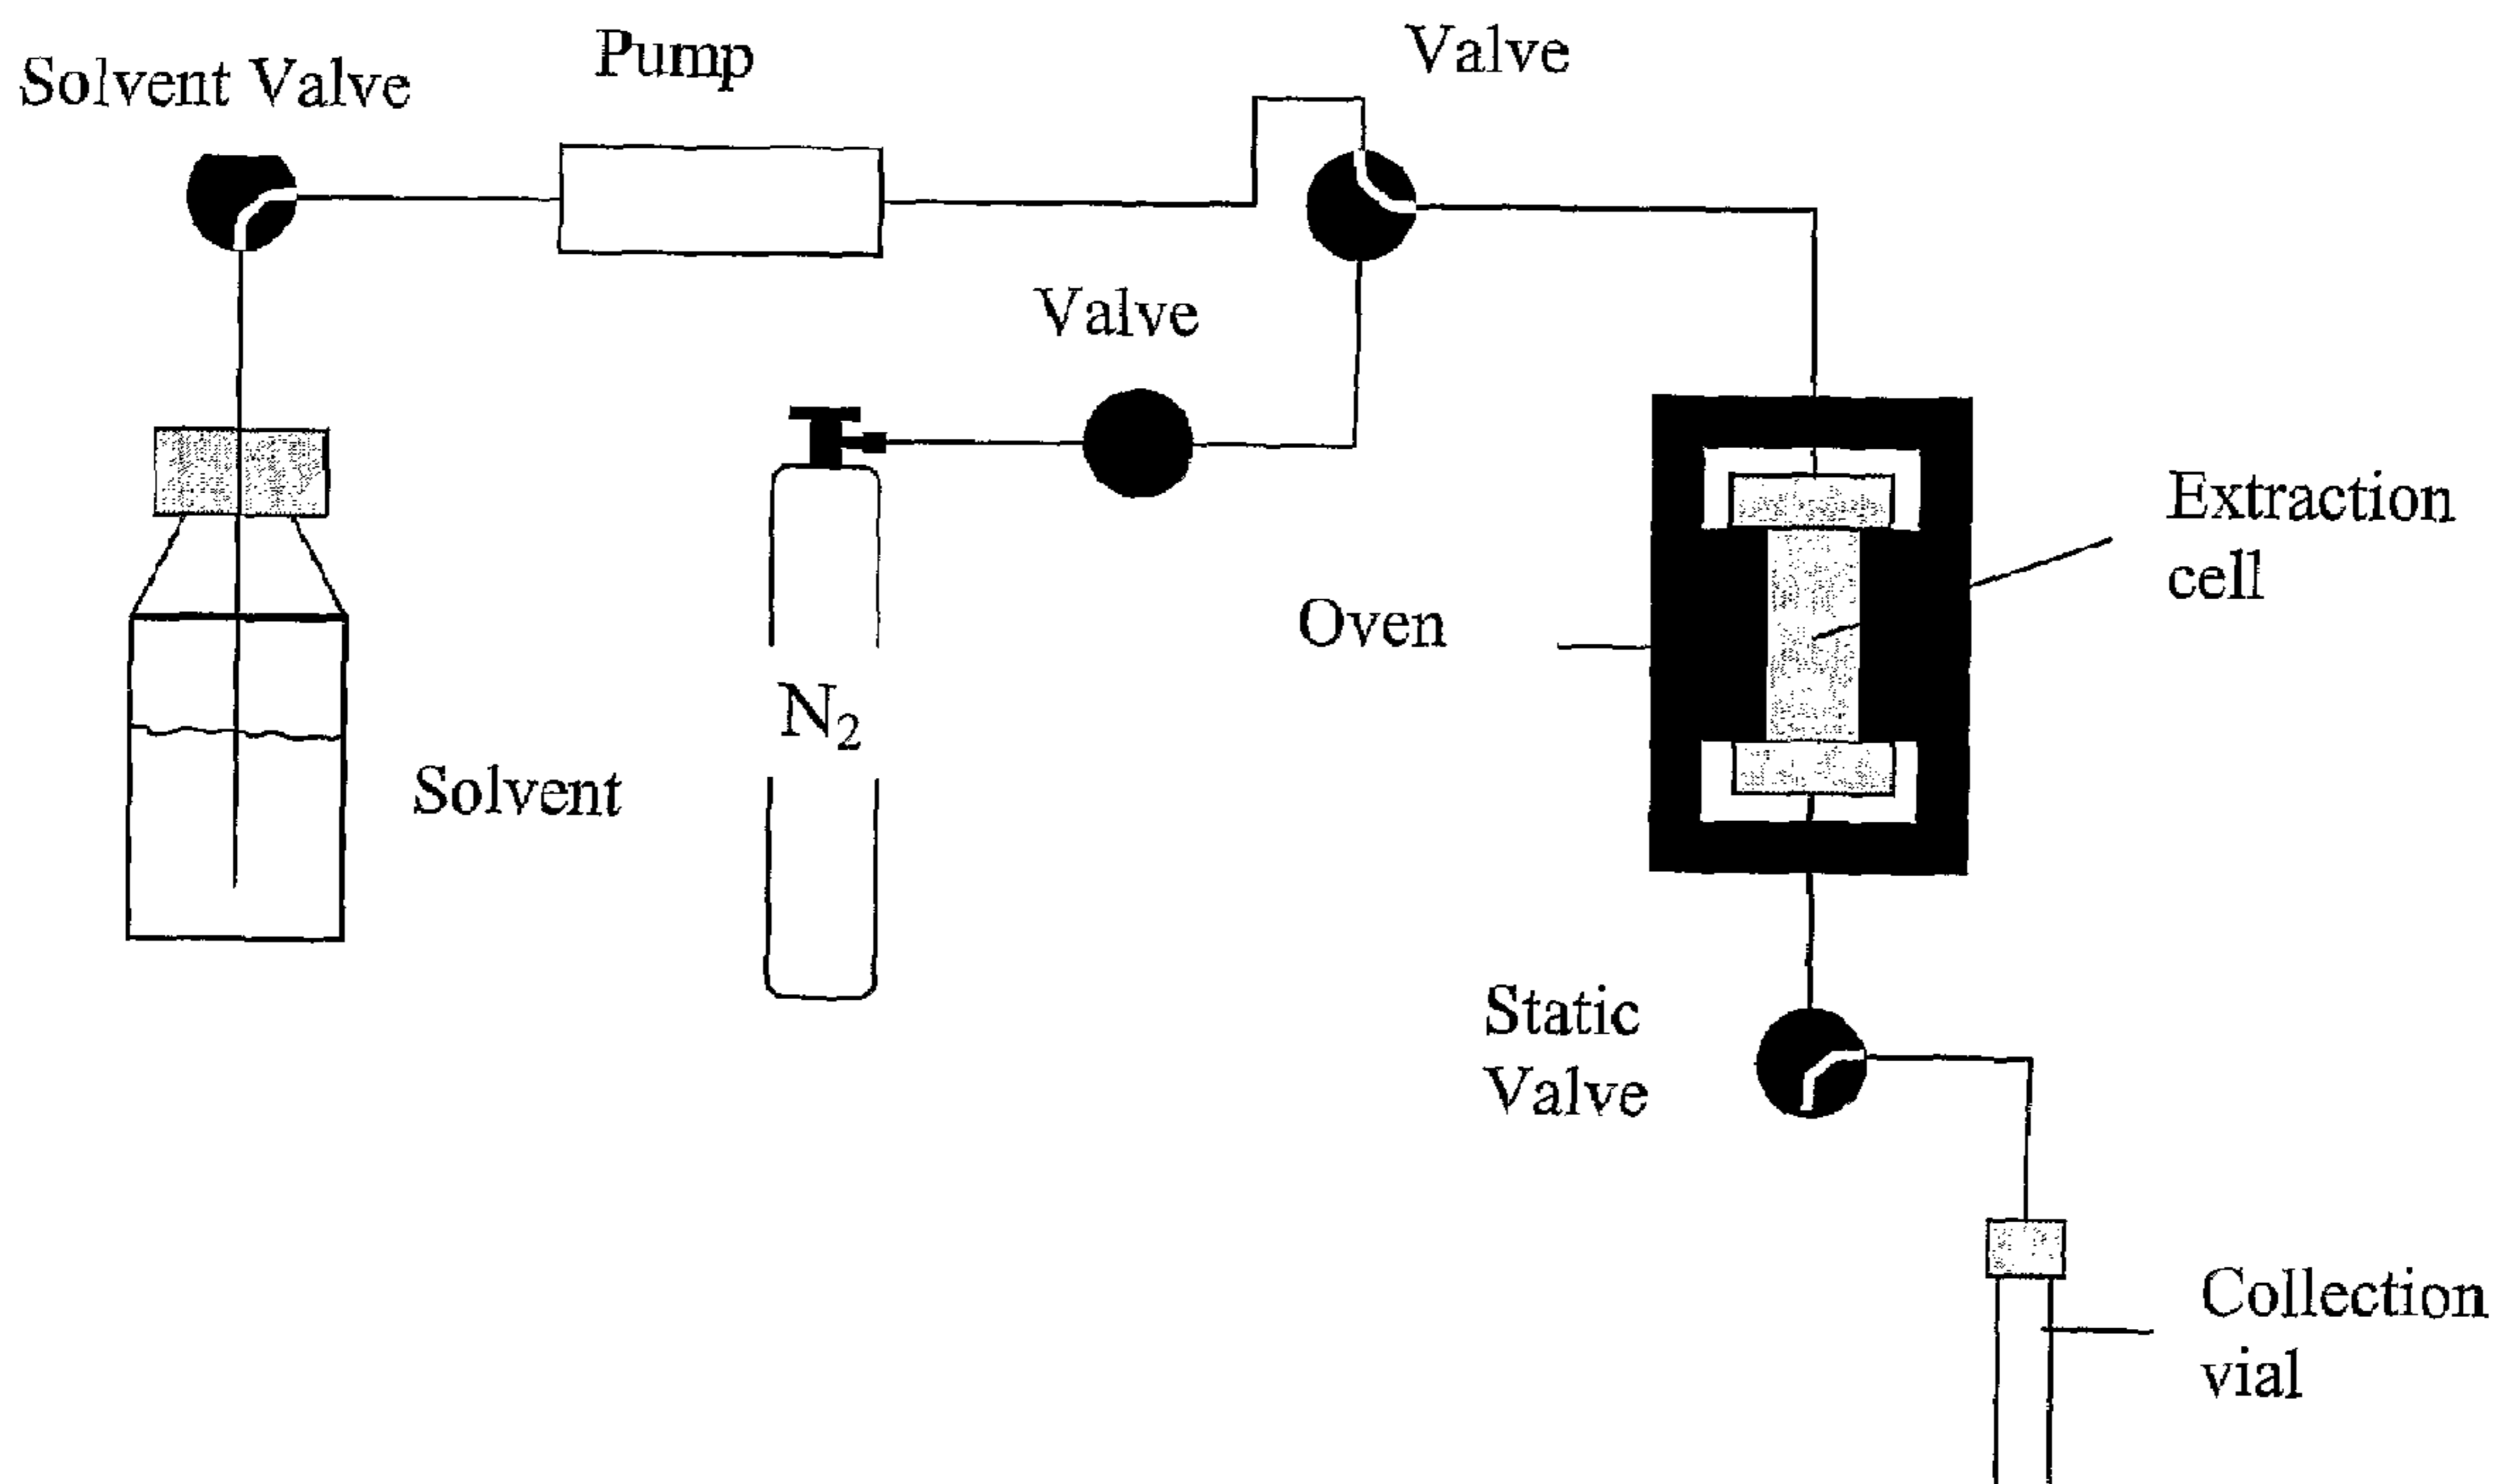 Solvent Valve
Pump
Valve
Valve
Extraction
cell
Oven
N₂
Solvent
Static
Valve
Collection
vial